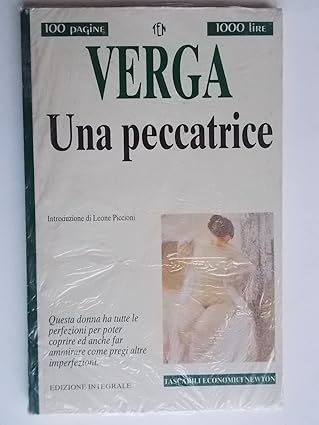 100 PAGINE
TEN
1000 LIRE
VERGA
Una peccatrice
Introduzione di Leone Piccioni
Questa donna ha tutte le
perfezioni per poter
coprire ed anche far
ammirare come pregi altre
imperfezioni.
EDIZIONE INTEGRALE
TASCABILI ECONOMICI NEWTON